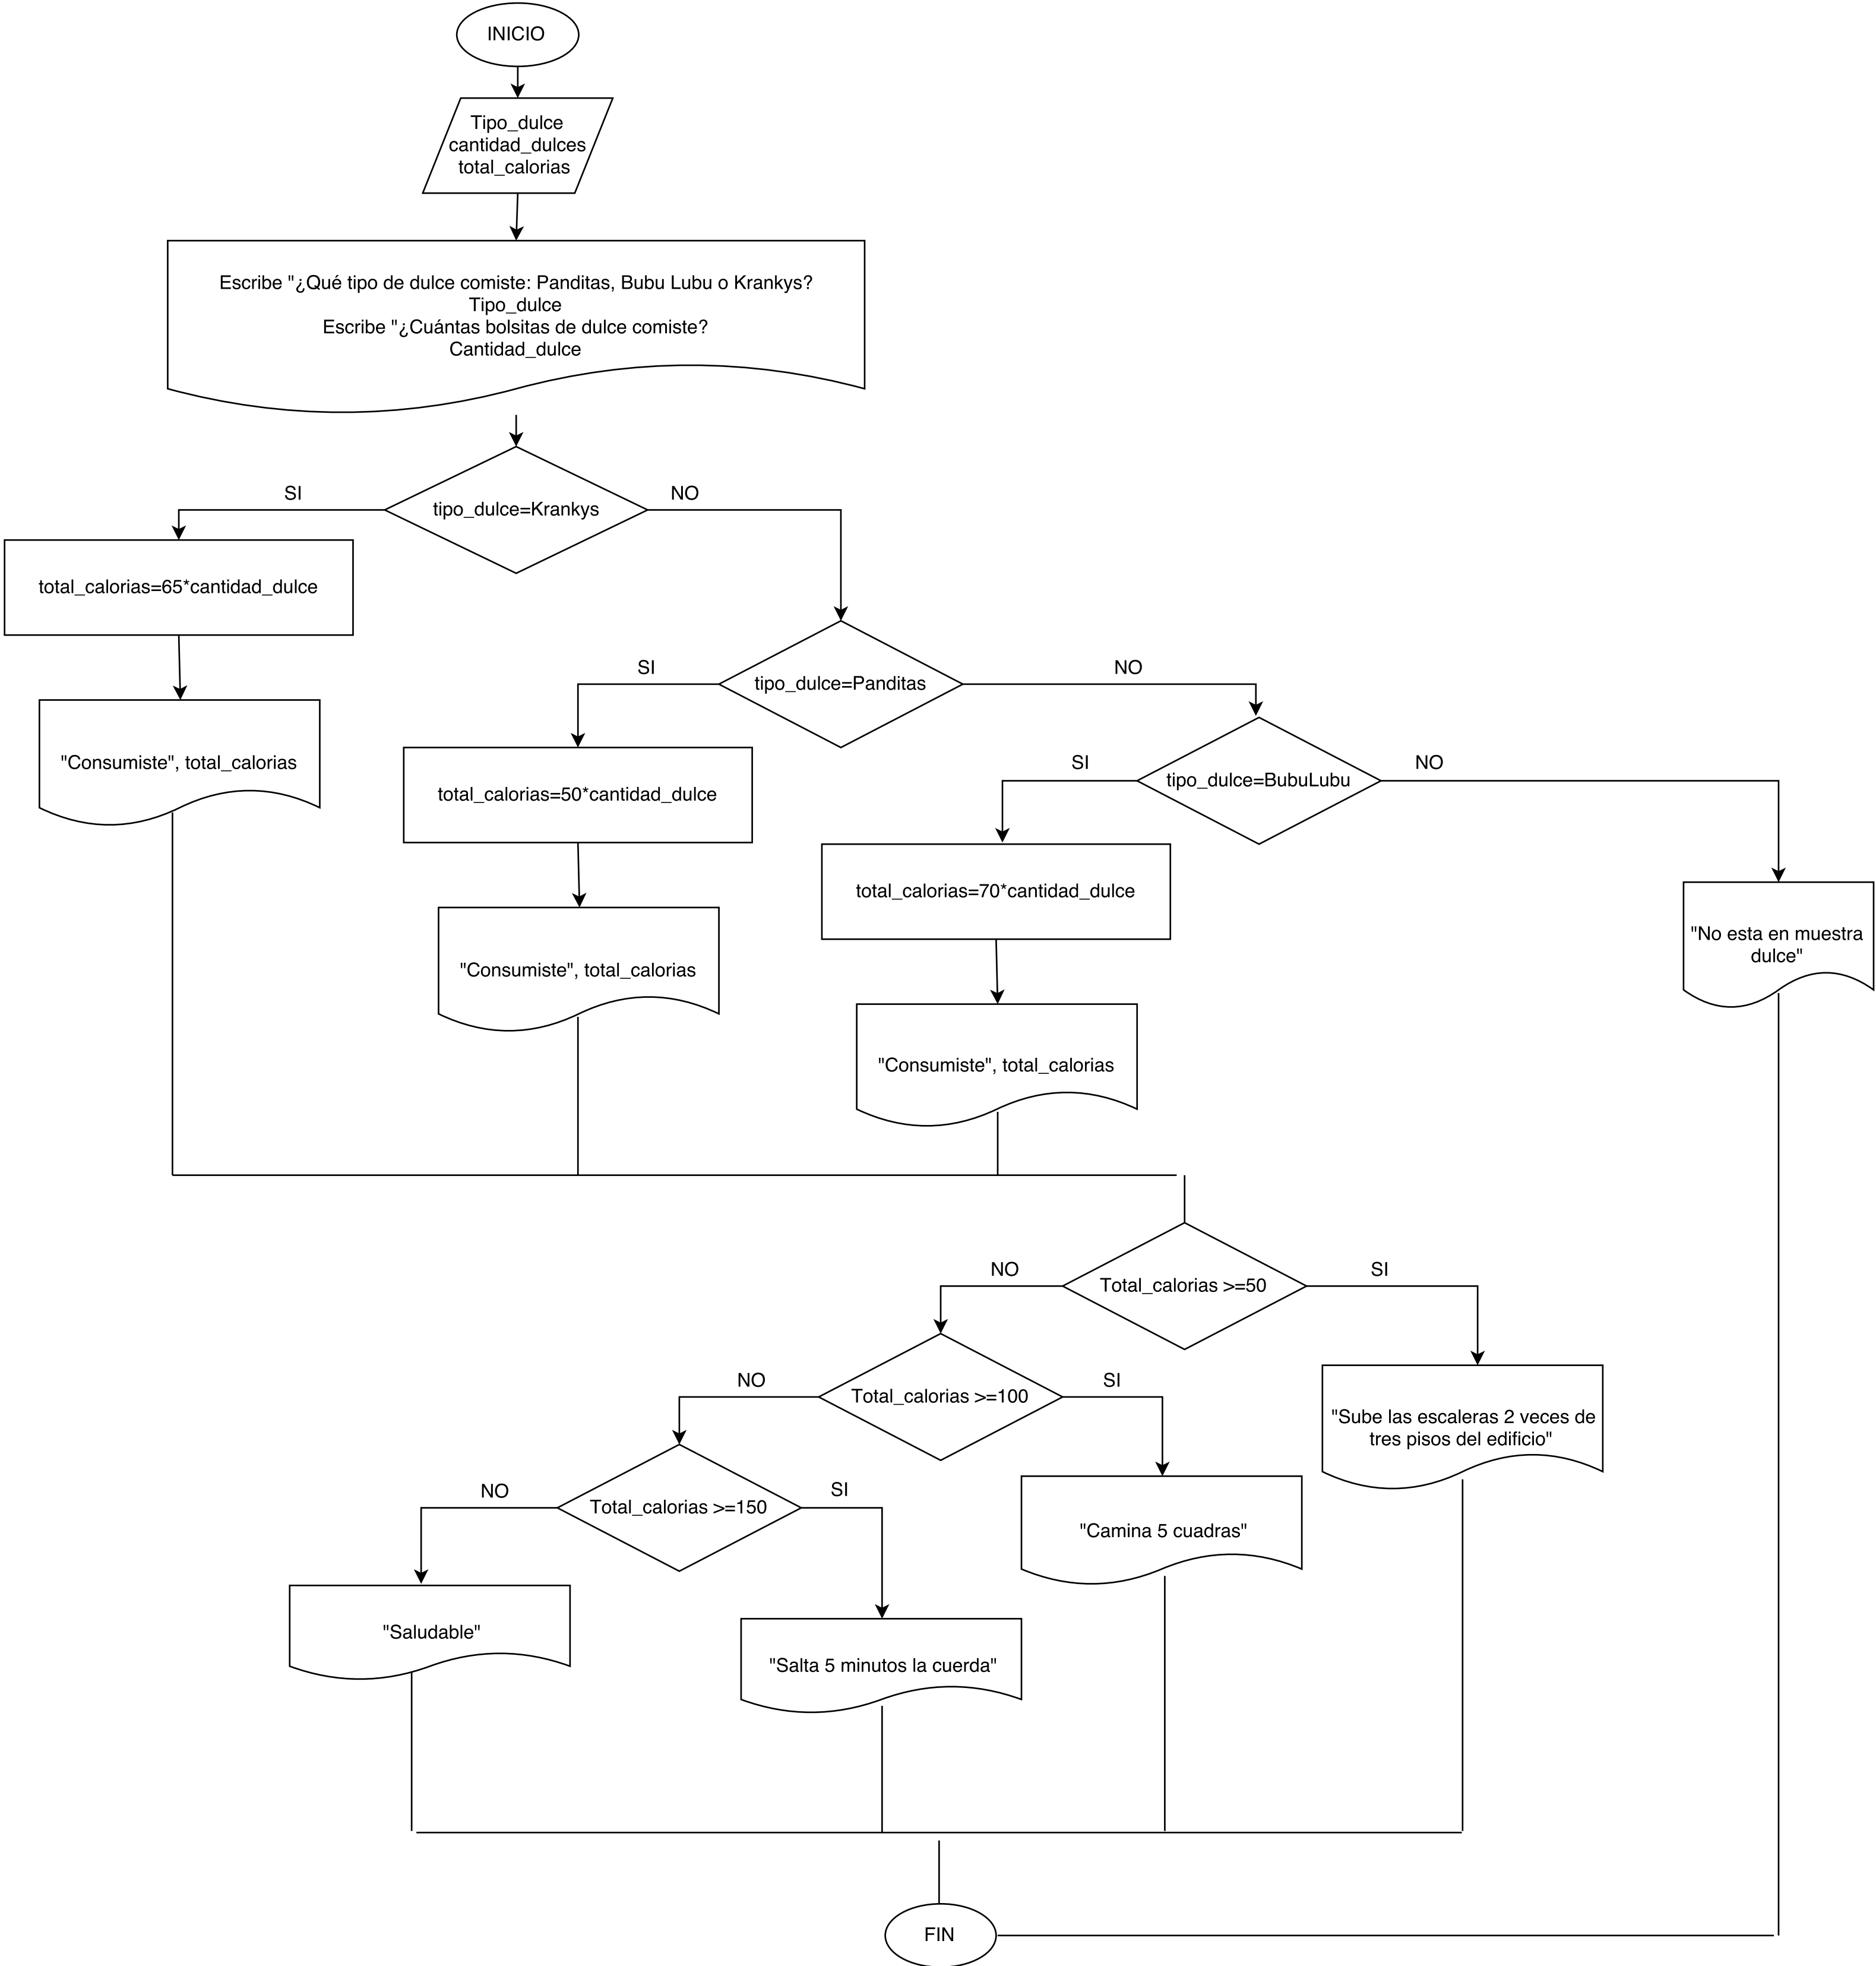 INICIO
Tipo_dulce
cantidad_dulces
total_calorias
Escribe "¿Qué tipo de dulce comiste: Panditas, Bubu Lubu o Krankys?
Tipo_dulce
Escribe "¿Cuántas bolsitas de dulce comiste?
Cantidad_dulce
SI
NO
tipo_dulce=Krankys
total_calorias=65*cantidad_dulce
"Consumiste", total_calorias
SI
NO
tipo_dulce=Panditas
total_calorias=50*cantidad_dulce
"Consumiste", total_calorias
SI
NO
tipo_dulce=BubuLubu
total_calorias=70*cantidad_dulce
"Consumiste", total_calorias
"No esta en muestra
dulce"
NO
SI
Total_calorias >=50
"Sube las escaleras 2 veces de
tres pisos del edificio"
NO
SI
Total_calorias >=100
"Camina 5 cuadras"
NO
SI
Total_calorias >=150
"Saludable"
"Salta 5 minutos la cuerda"
FIN